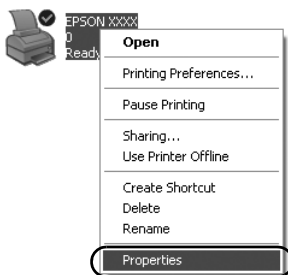 EPSON XXXX
0
Ready
Open
Printing Preferences...
Pause Printing
Sharing...
Use Printer Offline
Create Shortcut
Delete
Rename
Properties